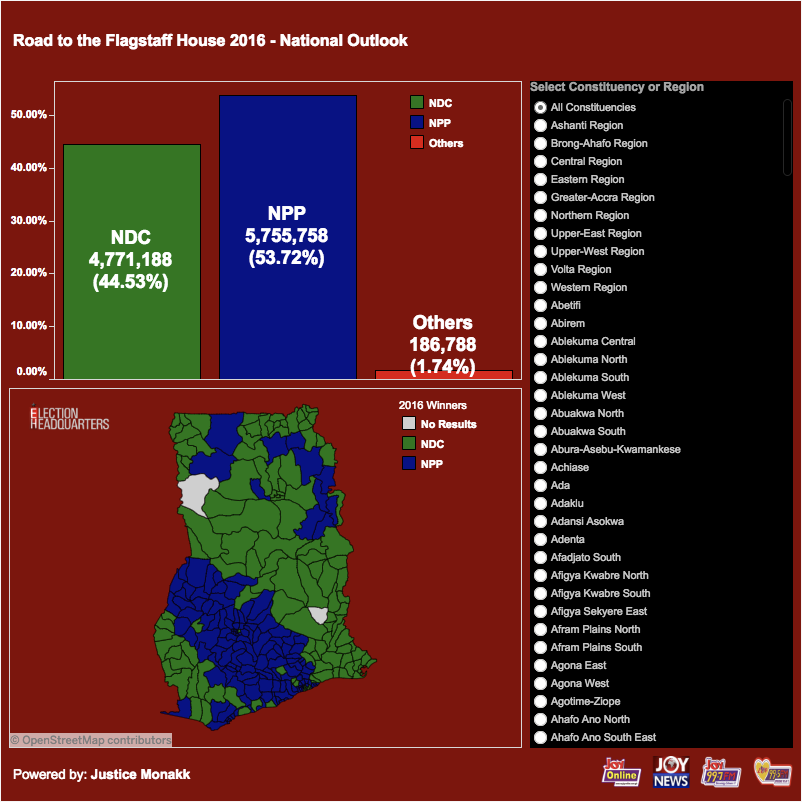 Road to the Flagstaff House 2016 - National Outlook
50.00%
40.00%
30.00%
20.00%
10.00%
0.00%
NDC
4,771,188
(44.53%)
NPP
5,755,758
(53.72%)
Others
186,788
(1.74%)
NDC
NPP
Others
ELECTION
HEADQUARTERS
2016 Winners
No Results
NDC
NPP
© OpenStreetMap contributors
Select Constituency or Region
All Constituencies
Ashanti Region
Brong-Ahafo Region
Central Region
Eastern Region
Greater-Accra Region
Northern Region
Upper-East Region
Upper-West Region
Volta Region
Western Region
Abetifi
Abirem
Ablekuma Central
Ablekuma North
Ablekuma South
Ablekuma West
Abuakwa North
Abuakwa South
Abura-Asebu-Kwamankese
Achiase
Ada
Adaklu
Adansi Asokwa
Adenta
Afadjato South
Afigya Kwabre North
Afigya Kwabre South
Afigya Sekyere East
Afram Plains North
Afram Plains South
Agona East
Agona West
Agotime-Ziope
Ahafo Ano North
Ahafo Ano South East
Powered by: Justice Monakk
Joy
Online
JOY
NEWS
Joy
99.7 FM